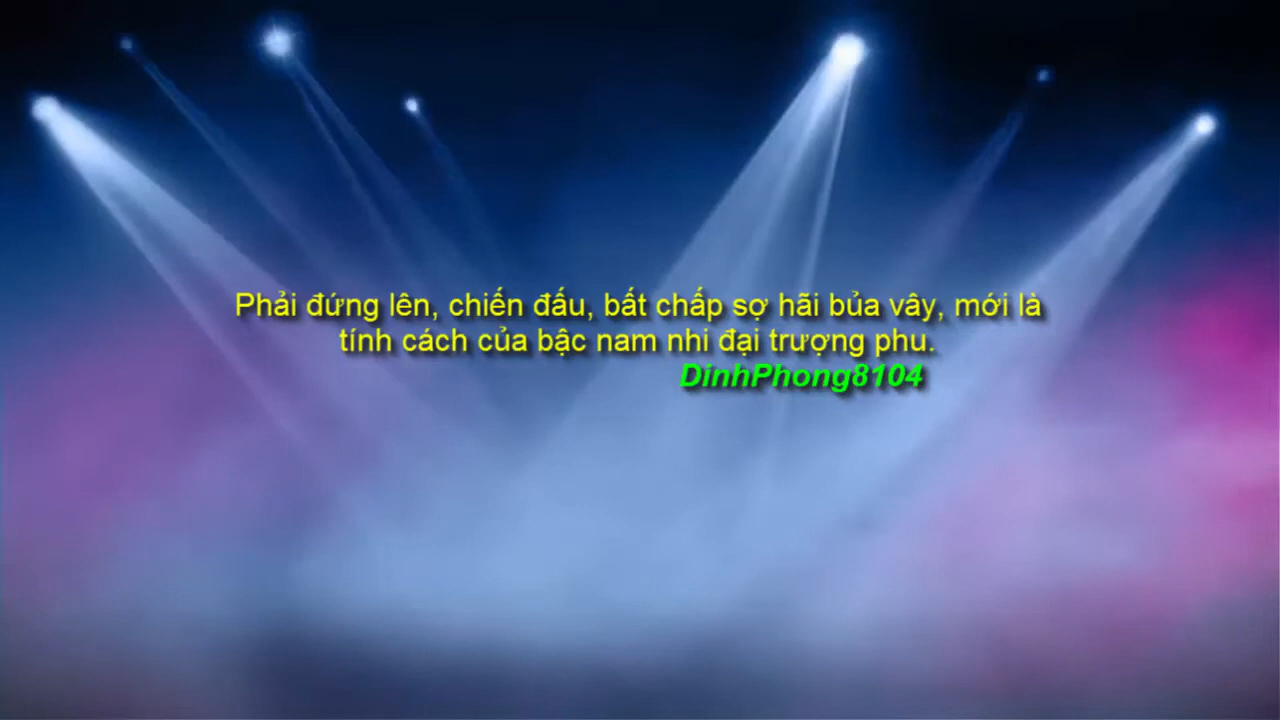 Phải đứng lên, chiến đấu, bất chấp sợ hãi bủa vây, mới là
tính cách của bậc nam nhi đại trượng phu.
DinhPhong8104